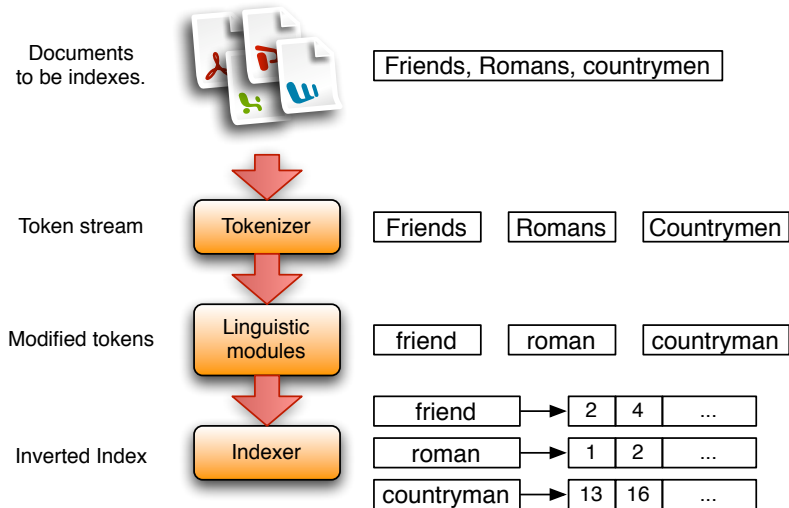 Documents
to be indexes.
Friends, Romans, countrymen
Token stream
Tokenizer
Friends
Romans
Countrymen
Modified tokens
Linguistic
modules
friend
roman
countryman
Inverted Index
Indexer
friend 2 4 ...
roman 1 2 ...
countryman 13 16 ...